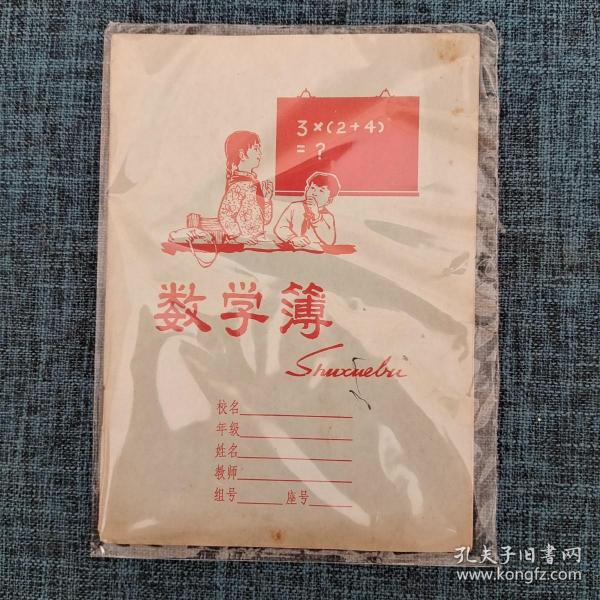 3×(2+4)
=?
数学簿
Shuxuebu
校名
年级
姓名
教师
组号 座号
孔夫子旧书网
www.kongfz.com